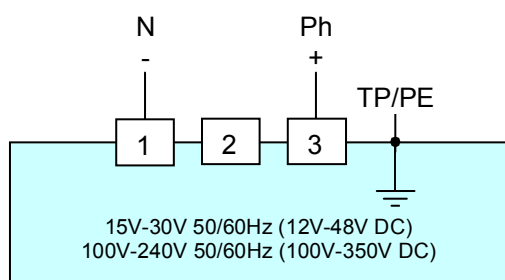 N Ph
- +
TP/PE
1 2 3
15V-30V 50/60Hz (12V-48V DC)
100V-240V 50/60Hz (100V-350V DC)